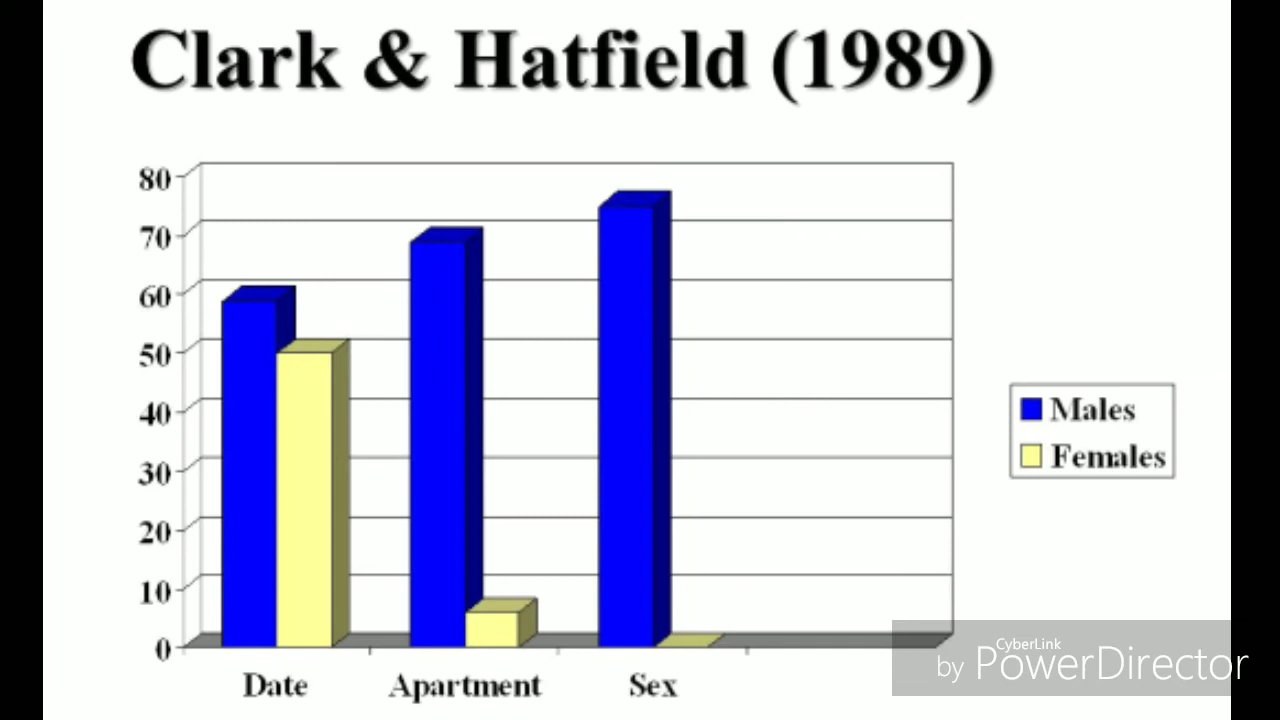 Clark & Hatfield (1989)
80
70
60
50
40
30
20
10
0
Date Apartment Sex
Males
Females
CyberLink
by PowerDirector